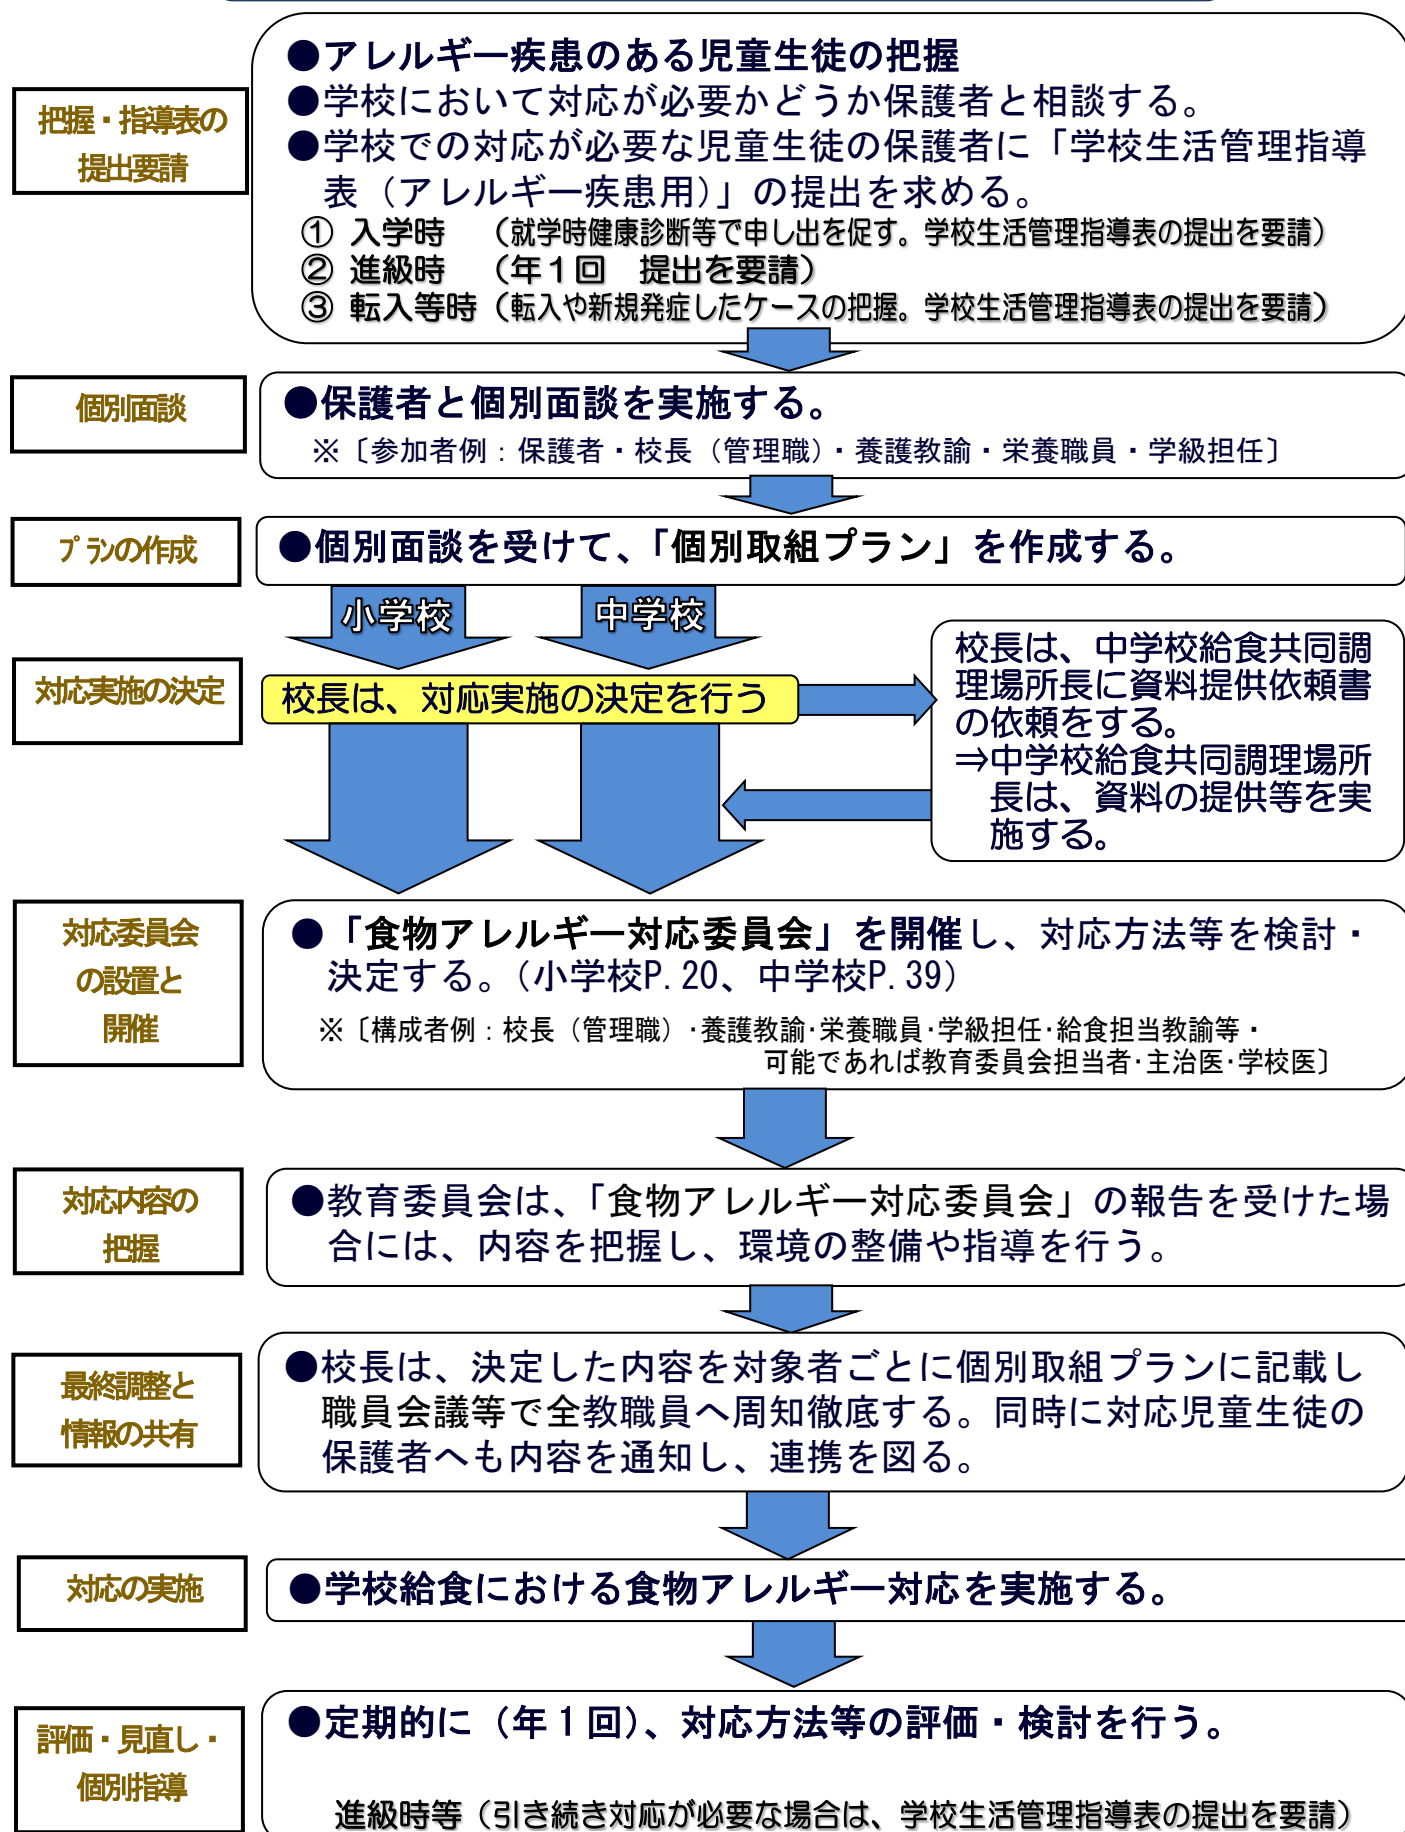 把握・指導表の
提出要請
●アレルギー疾患のある児童生徒の把握
●学校において対応が必要かどうか保護者と相談する。
●学校での対応が必要な児童生徒の保護者に「学校生活管理指導
表（アレルギー疾患用）」の提出を求める。
① 入学時　（就学時健康診断等で申し出を促す。学校生活管理指導表の提出を要請）
② 進級時　（年１回　提出を要請）
③ 転入等時（転入や新規発症したケースの把握。学校生活管理指導表の提出を要請）
個別面談
●保護者と個別面談を実施する。
※〔参加者例：保護者・校長（管理職）・養護教諭・栄養職員・学級担任〕
プランの作成
●個別面談を受けて、「個別取組プラン」を作成する。
小学校
中学校
対応実施の決定
校長は、対応実施の決定を行う
校長は、中学校給食共同調
理場所長に資料提供依頼書
の依頼をする。
⇒中学校給食共同調理場所
長は、資料の提供等を実
施する。
対応委員会
の設置と
開催
●「食物アレルギー対応委員会」を開催し、対応方法等を検討・
決定する。（小学校P.20、中学校P.39）
※〔構成者例：校長（管理職）・養護教諭・栄養職員・学級担任・給食担当教諭等・
可能であれば教育委員会担当者・主治医・学校医〕
対応内容の
把握
●教育委員会は、「食物アレルギー対応委員会」の報告を受けた場
合には、内容を把握し、環境の整備や指導を行う。
最終調整と
情報の共有
●校長は、決定した内容を対象者ごとに個別取組プランに記載し
職員会議等で全教職員へ周知徹底する。同時に対応児童生徒の
保護者へも内容を通知し、連携を図る。
対応の実施
●学校給食における食物アレルギー対応を実施する。
評価・見直し・
個別指導
●定期的に（年１回）、対応方法等の評価・検討を行う。
進級時等（引き続き対応が必要な場合は、学校生活管理指導表の提出を要請）